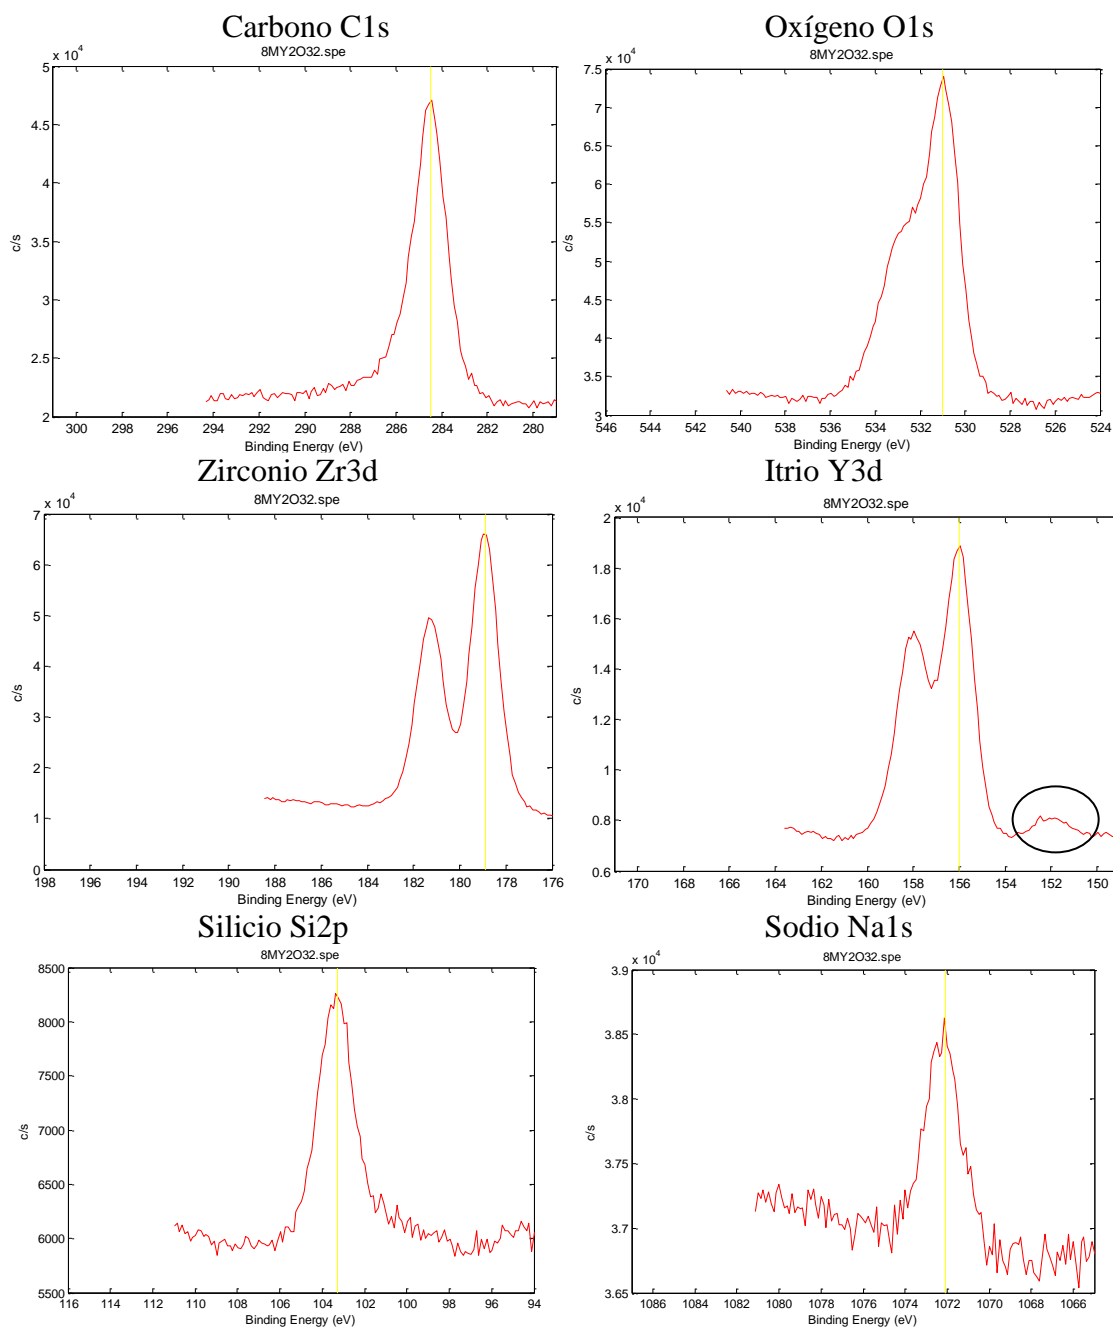 Carbono C1s
8MY2O32.spe
x 10^4
5
4.5
4
3.5
3
2.5
2
c/s
300 298 296 294 292 290 288 286 284 282 280
Binding Energy (eV)
Oxígeno O1s
8MY2O32.spe
x 10^4
7.5
7
6.5
6
5.5
5
4.5
4
3.5
3
c/s
546 544 542 540 538 536 534 532 530 528 526 524
Binding Energy (eV)
Zirconio Zr3d
8MY2O32.spe
x 10^4
7
6
5
4
3
2
1
0
c/s
198 196 194 192 190 188 186 184 182 180 178 176
Binding Energy (eV)
Itrio Y3d
8MY2O32.spe
x 10^4
2
1.8
1.6
1.4
1.2
1
0.8
0.6
c/s
170 168 166 164 162 160 158 156 154 152 150
Binding Energy (eV)
Silicio Si2p
8MY2O32.spe
8500
8000
7500
7000
6500
6000
5500
c/s
116 114 112 110 108 106 104 102 100 98 96 94
Binding Energy (eV)
Sodio Na1s
8MY2O32.spe
x 10^4
3.9
3.85
3.8
3.75
3.7
3.65
c/s
1086 1084 1082 1080 1078 1076 1074 1072 1070 1068 1066
Binding Energy (eV)